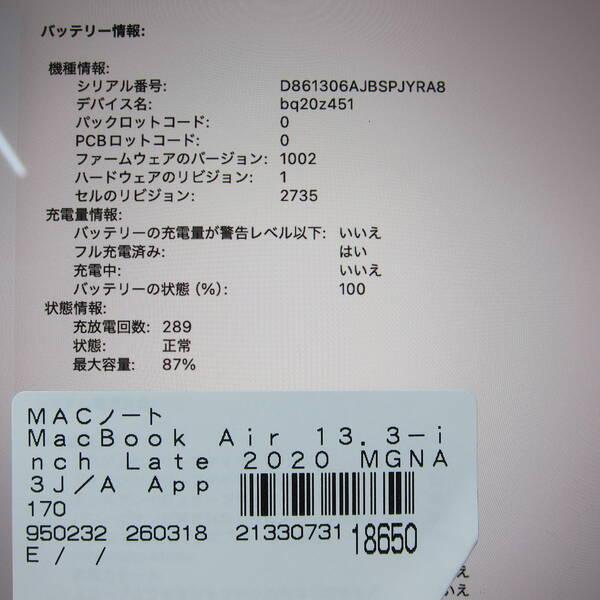 バッテリー情報:
機種情報:
シリアル番号: D861306AJBSPJYRA8
デバイス名: bq20z451
パックロットコード: 0
PCBロットコード: 0
ファームウェアのバージョン: 1002
ハードウェアのリビジョン: 1
セルのリビジョン: 2735
充電量情報:
バッテリーの充電量が警告レベル以下: いいえ
フル充電済み: はい
充電中: いいえ
バッテリーの状態 (%): 100
状態情報:
充放電回数: 289
状態: 正常
最大容量: 87%
MACノート
MacBook Air 13.3-i
nch Late 2020 MGNA
3J/A App
170
950232 260318 21330731 18650
E / /
いえ